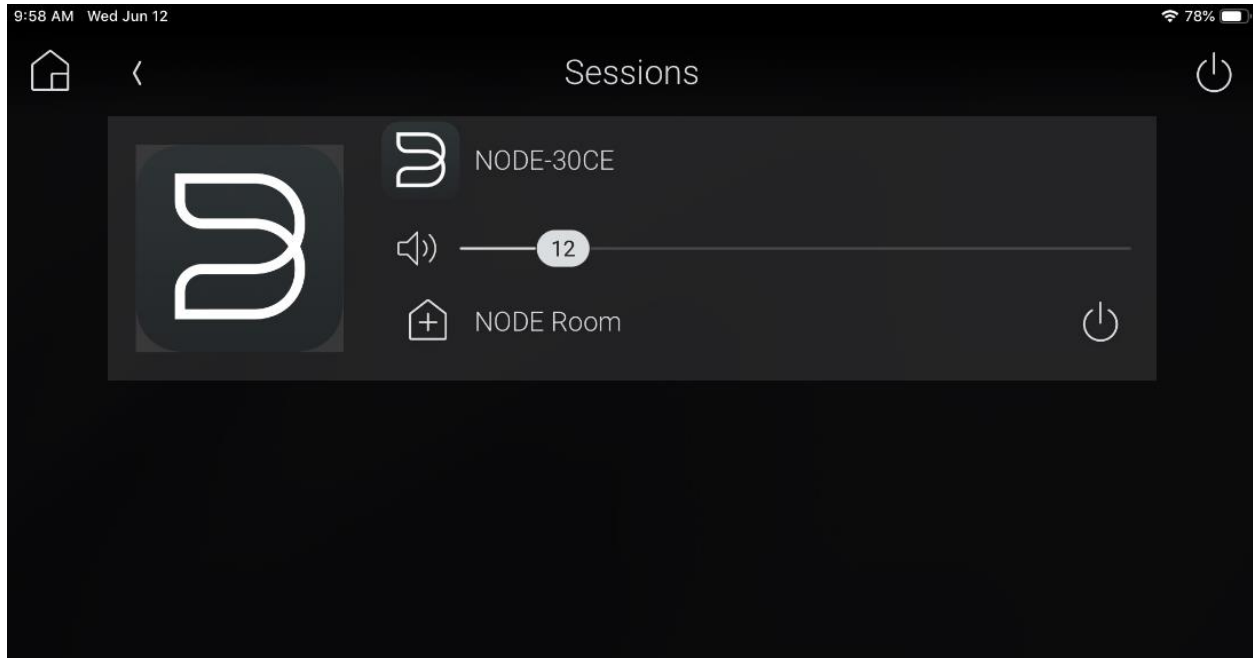 9:58 AM Wed Jun 12
78%
Sessions
NODE-30CE
12
NODE Room